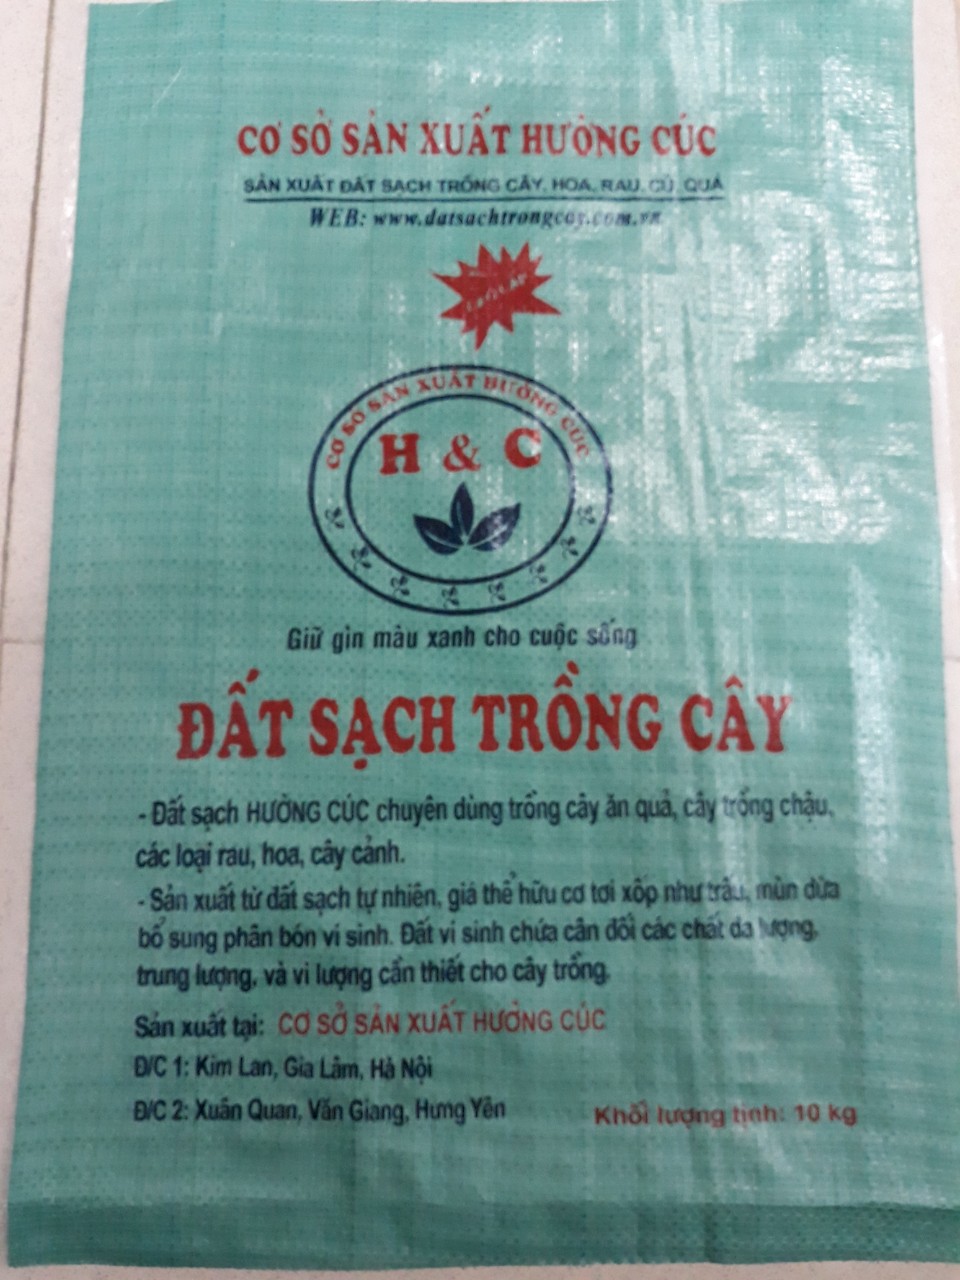 CƠ SỞ SẢN XUẤT HƯỜNG CÚC
SẢN XUẤT ĐẤT SẠCH TRỒNG CÂY, HOA, RAU, CỦ, QUẢ
WEB: www.datsachtrongcay.com.vn
CƠ SỞ SẢN XUẤT HƯỜNG CÚC
H & C
Giữ gìn màu xanh cho cuộc sống
ĐẤT SẠCH TRỒNG CÂY
- Đất sạch HƯỜNG CÚC chuyên dùng trồng cây ăn quả, cây trồng chậu,
các loại rau, hoa, cây cảnh.
- Sản xuất từ đất sạch tự nhiên, giá thể hữu cơ tơi xốp như trấu, mùn dừa
bổ sung phân bón vi sinh. Đất vi sinh chứa cân đối các chất đa lượng,
trung lượng, và vi lượng cần thiết cho cây trồng.
Sản xuất tại: CƠ SỞ SẢN XUẤT HƯỜNG CÚC
Đ/C 1: Kim Lan, Gia Lâm, Hà Nội
Đ/C 2: Xuân Quan, Văn Giang, Hưng Yên
Khối lượng tịnh: 10 kg